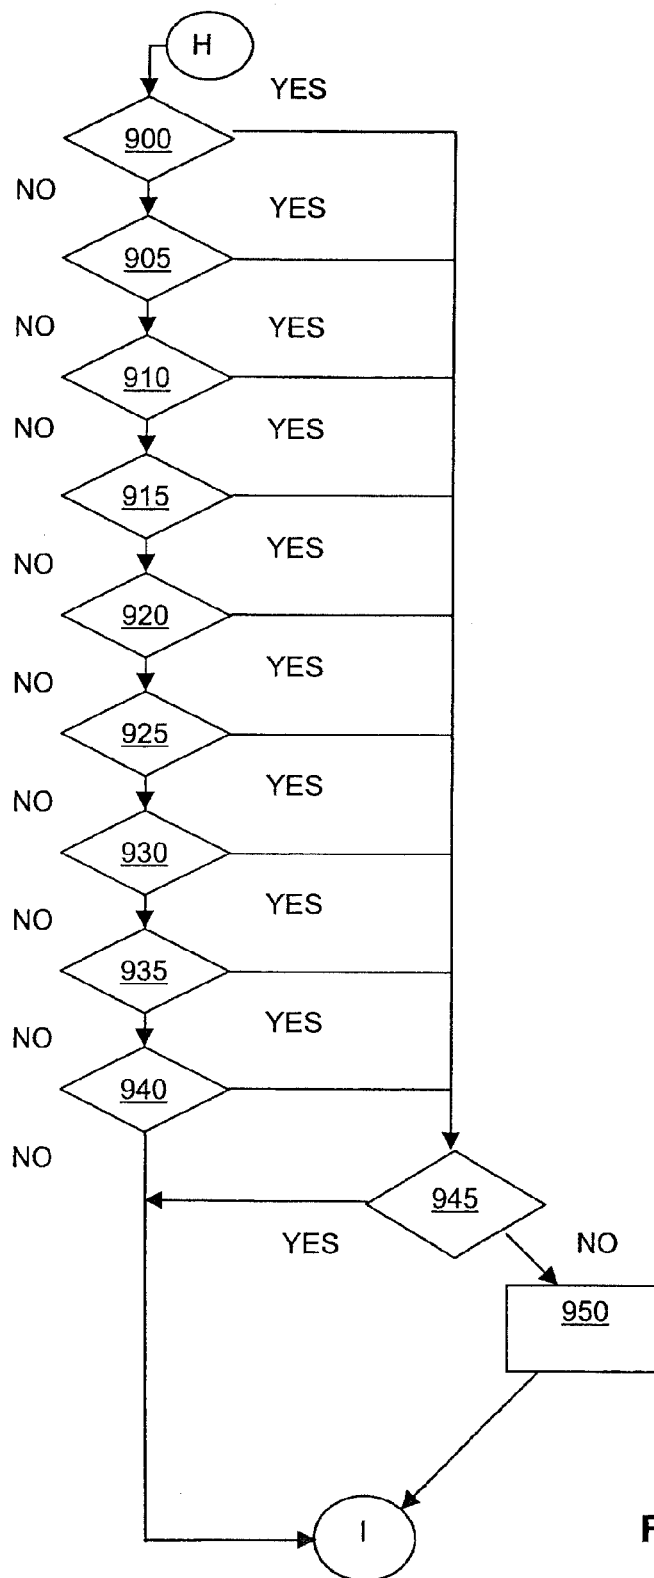 H
YES
900
NO
YES
905
NO
YES
910
NO
YES
915
NO
YES
920
NO
YES
925
NO
YES
930
NO
YES
935
NO
YES
940
NO
945
YES
NO
950
I
F